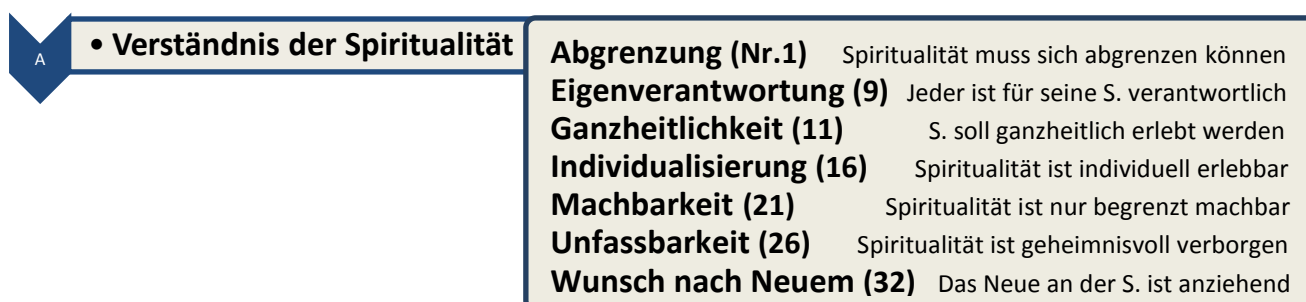 A
• Verständnis der Spiritualität
Abgrenzung (Nr.1) Spiritualität muss sich abgrenzen können
Eigenverantwortung (9) Jeder ist für seine S. verantwortlich
Ganzheitlichkeit (11) S. soll ganzheitlich erlebt werden
Individualisierung (16) Spiritualität ist individuell erlebbar
Machbarkeit (21) Spiritualität ist nur begrenzt machbar
Unfassbarkeit (26) Spiritualität ist geheimnisvoll verborgen
Wunsch nach Neuem (32) Das Neue an der S. ist anziehend